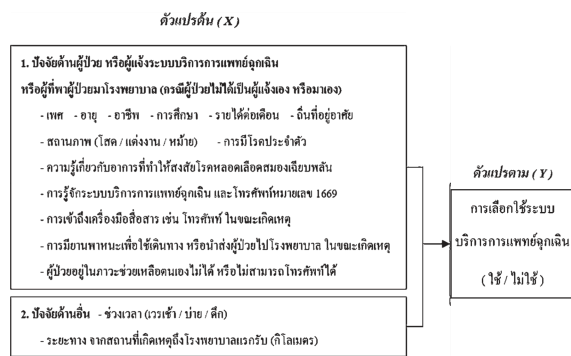 ตัวแปรต้น (X)
1. ปัจจัยด้านผู้ป่วย หรือผู้แจ้งระบบบริการการแพทย์ฉุกเฉิน
หรือผู้ที่พาผู้ป่วยมาโรงพยาบาล (กรณีผู้ป่วยไม่ได้เป็นผู้แจ้งเอง หรือมาเอง)
- เพศ - อายุ - อาชีพ - การศึกษา - รายได้ต่อเดือน - ถิ่นที่อยู่อาศัย
- สถานภาพ (โสด / แต่งงาน / หม้าย) - การมีโรคประจำตัว
- ความรู้เกี่ยวกับอาการที่ทำให้สงสัยโรคหลอดเลือดสมองเฉียบพลัน
- การรู้จักระบบบริการการแพทย์ฉุกเฉิน และโทรศัพท์หมายเลข 1669
- การเข้าถึงเครื่องมือสื่อสาร เช่น โทรศัพท์ ในขณะเกิดเหตุ
- การมียานพาหนะเพื่อใช้เดินทาง หรือนำส่งผู้ป่วยไปโรงพยาบาล ในขณะเกิดเหตุ
- ผู้ป่วยอยู่ในภาวะช่วยเหลือตนเองไม่ได้ หรือไม่สามารถโทรศัพท์ได้
2. ปัจจัยด้านอื่น - ช่วงเวลา (เวรเช้า / บ่าย / ดึก)
- ระยะทาง จากสถานที่เกิดเหตุถึงโรงพยาบาลแรกรับ (กิโลเมตร)
ตัวแปรตาม (Y)
การเลือกใช้ระบบ
บริการการแพทย์ฉุกเฉิน
( ใช้ / ไม่ใช้ )